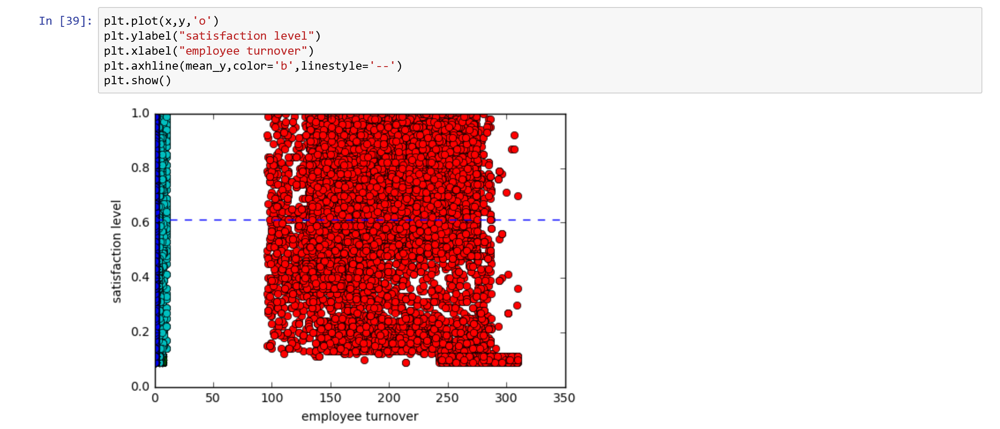 In [39]:
plt.plot(x,y,'o')
plt.ylabel("satisfaction level")
plt.xlabel("employee turnover")
plt.axhline(mean_y,color='b',linestyle='--')
plt.show()
1.0
0.8
0.6
0.4
0.2
0.0
satisfaction level
0 50 100 150 200 250 300 350
employee turnover